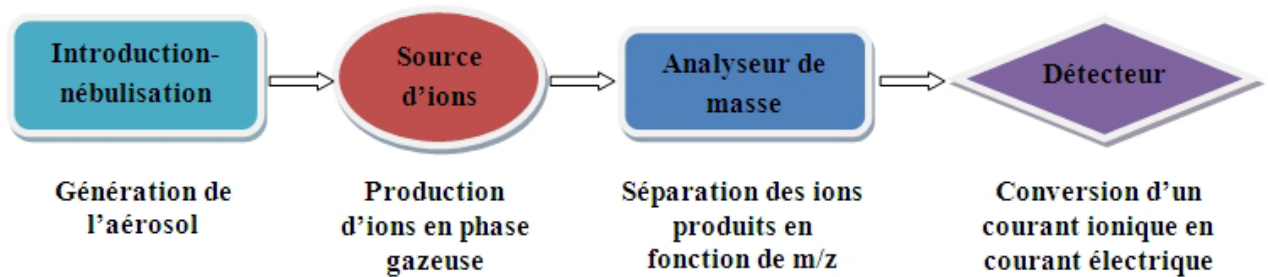 Introduction-
nébulisation
Source
d’ions
Analyseur de
masse
Détecteur
Génération de
l’aérosol
Production
d’ions en phase
gazeuse
Séparation des ions
produits en
fonction de m/z
Conversion d’un
courant ionique en
courant électrique